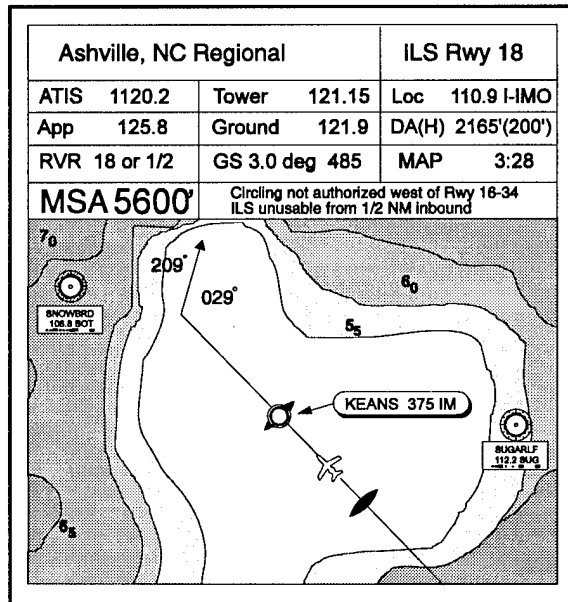 Ashville, NC Regional ILS Rwy 18
ATIS 1120.2 Tower 121.15 Loc 110.9 I-IMO
App 125.8 Ground 121.9 DA(H) 2165'(200')
RVR 18 or 1/2 GS 3.0 deg 485 MAP 3:28
MSA 5600' Circling not authorized west of Rwy 16-34
ILS unusable from 1/2 NM inbound
7₀
209°
029°
6₀
SNOWBRD
108.8 SOT
5₅
KEANS 375 IM
SUGARLF
112.2 SUG
6₅